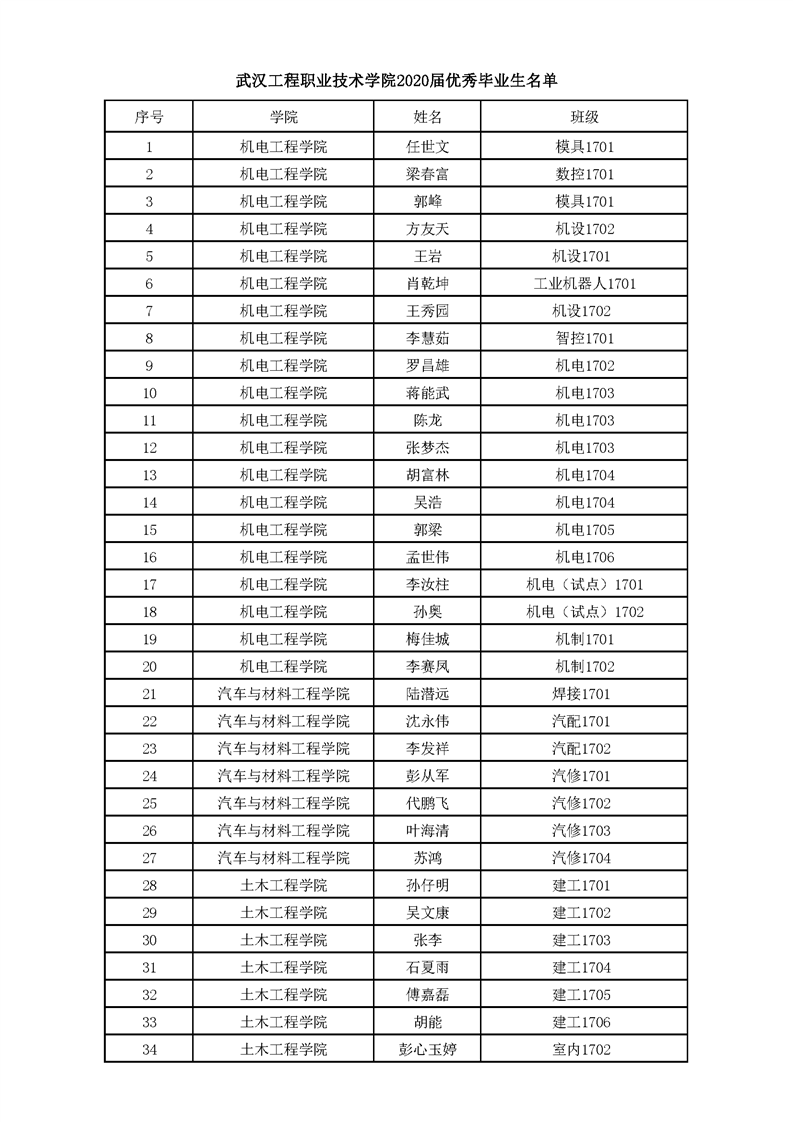 武汉工程职业技术学院2020届优秀毕业生名单
序号 学院 姓名 班级
1 机电工程学院 任世文 模具1701
2 机电工程学院 梁春富 数控1701
3 机电工程学院 郭峰 模具1701
4 机电工程学院 方友天 机设1702
5 机电工程学院 王岩 机设1701
6 机电工程学院 肖乾坤 工业机器人1701
7 机电工程学院 王秀园 机设1702
8 机电工程学院 李慧茹 智控1701
9 机电工程学院 罗昌雄 机电1702
10 机电工程学院 蒋能武 机电1703
11 机电工程学院 陈龙 机电1703
12 机电工程学院 张梦杰 机电1703
13 机电工程学院 胡富林 机电1704
14 机电工程学院 吴浩 机电1704
15 机电工程学院 郭梁 机电1705
16 机电工程学院 孟世伟 机电1706
17 机电工程学院 李汝柱 机电（试点）1701
18 机电工程学院 孙奥 机电（试点）1702
19 机电工程学院 梅佳城 机制1701
20 机电工程学院 李赛凤 机制1702
21 汽车与材料工程学院 陆潜远 焊接1701
22 汽车与材料工程学院 沈永伟 汽配1701
23 汽车与材料工程学院 李发祥 汽配1702
24 汽车与材料工程学院 彭从军 汽修1701
25 汽车与材料工程学院 代鹏飞 汽修1702
26 汽车与材料工程学院 叶海清 汽修1703
27 汽车与材料工程学院 苏鸿 汽修1704
28 土木工程学院 孙仔明 建工1701
29 土木工程学院 吴文康 建工1702
30 土木工程学院 张李 建工1703
31 土木工程学院 石夏雨 建工1704
32 土木工程学院 傅嘉磊 建工1705
33 土木工程学院 胡能 建工1706
34 土木工程学院 彭心玉婷 室内1702